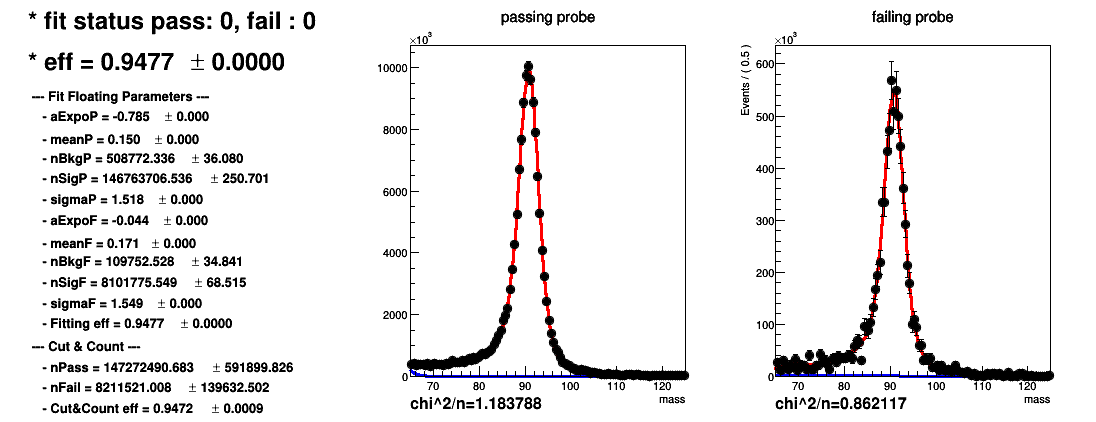 * fit status pass: 0, fail : 0
* eff = 0.9477 ± 0.0000
--- Fit Floating Parameters ---
- aExpoP = -0.785 ± 0.000
- meanP = 0.150 ± 0.000
- nBkgP = 508772.336 ± 36.080
- nSigP = 146763706.536 ± 250.701
- sigmaP = 1.518 ± 0.000
- aExpoF = -0.044 ± 0.000
- meanF = 0.171 ± 0.000
- nBkgF = 109752.528 ± 34.841
- nSigF = 8101775.549 ± 68.515
- sigmaF = 1.549 ± 0.000
- Fitting eff = 0.9477 ± 0.0000
--- Cut & Count ---
- nPass = 147272490.683 ± 591899.826
- nFail = 8211521.008 ± 139632.502
- Cut&Count eff = 0.9472 ± 0.0009
passing probe
×10³
10000
8000
6000
4000
2000
0
70 80 90 100 110 120
mass
chi^2/n=1.183788
failing probe
×10³
Events / ( 0.5 )
600
500
400
300
200
100
0
70 80 90 100 110 120
mass
chi^2/n=0.862117